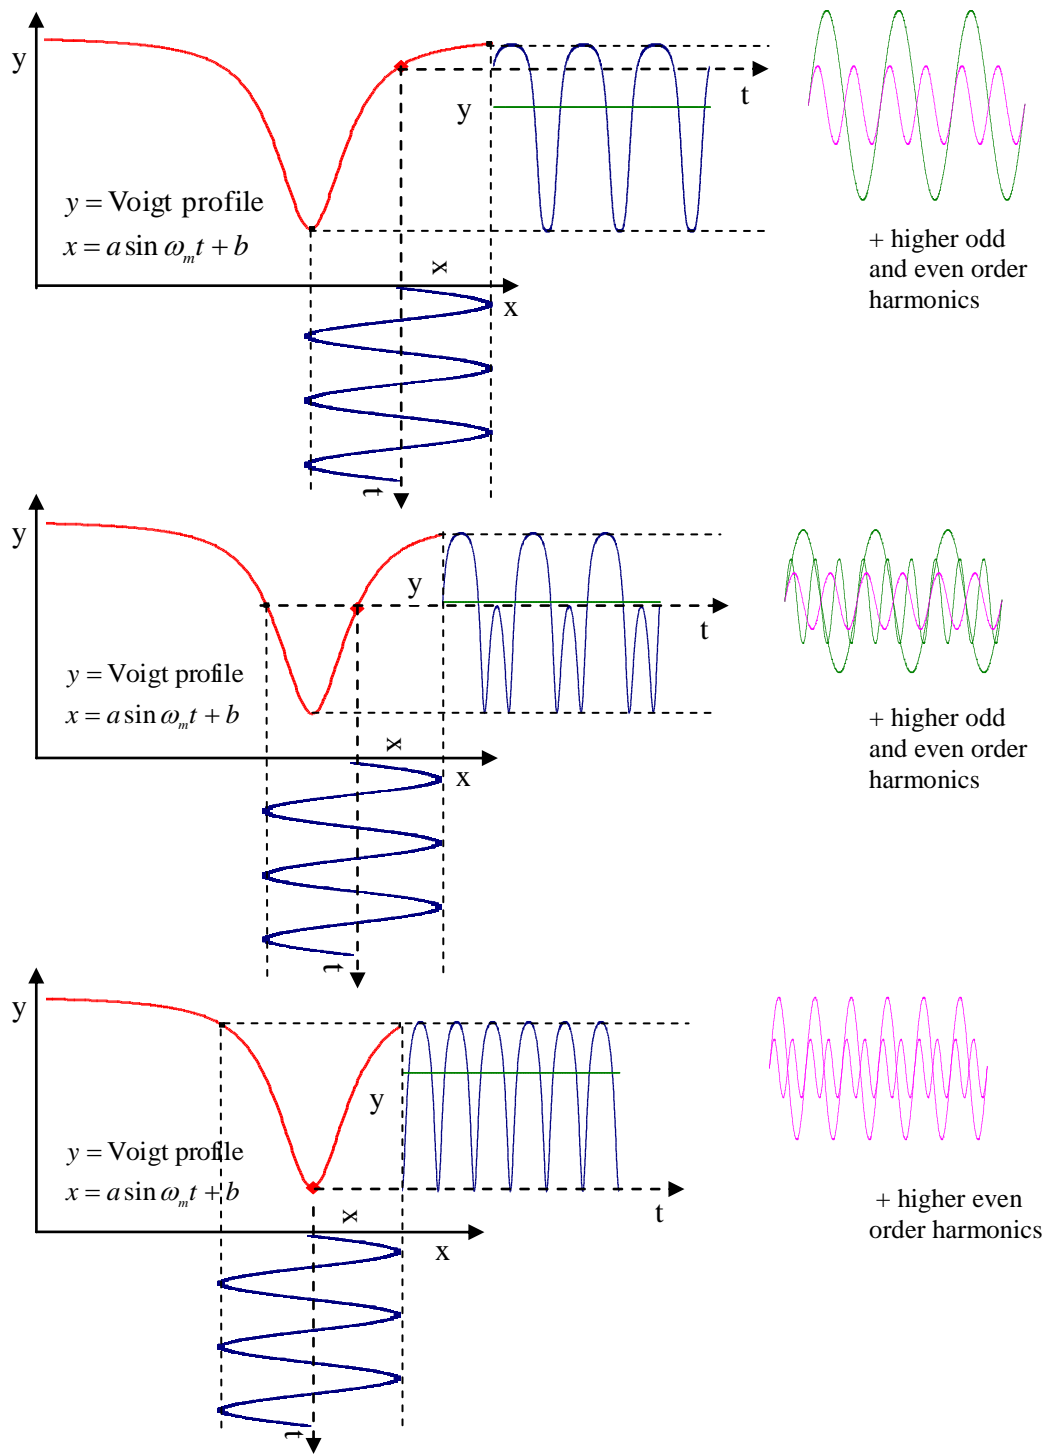 y
t
y
y = Voigt profile
x = a sin ω_m t + b
+ higher odd
and even order
harmonics
x
x
t
y
y
t
y = Voigt profile
x = a sin ω_m t + b
+ higher odd
and even order
harmonics
x
x
t
y
y
y = Voigt profile
x = a sin ω_m t + b
+ higher even
order harmonics
x
t
x
t